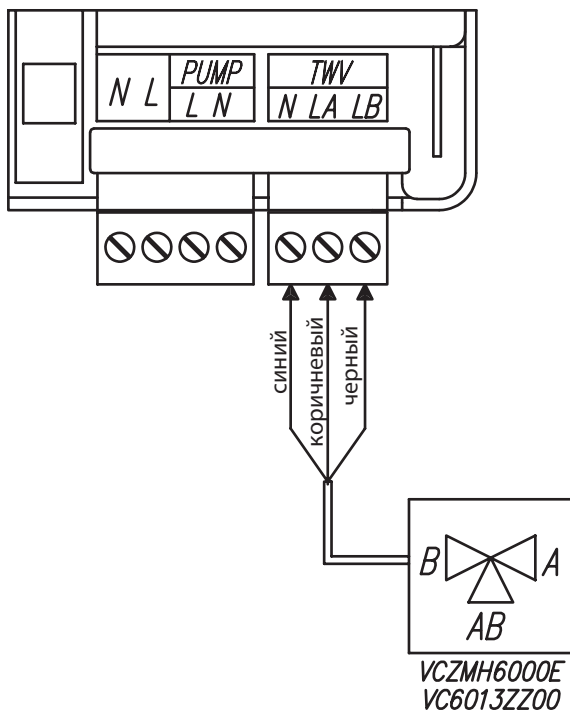 PUMP TWV
N L L N N LA LB
синий
коричневый
черный
B A
AB
VCZMH6000E
VC6013ZZ00